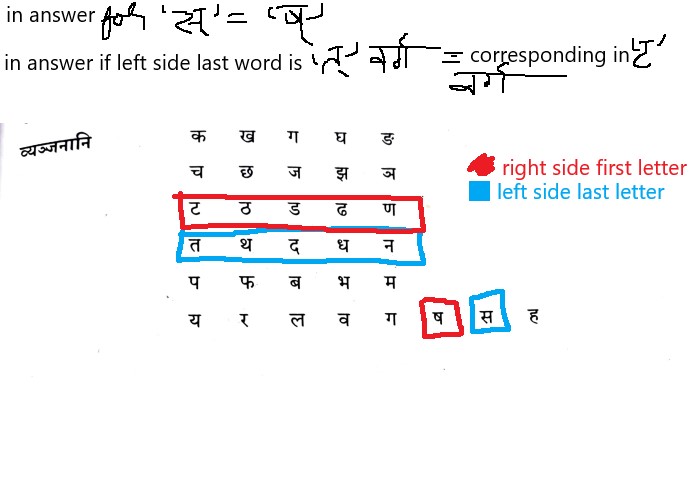 in answer for 'स्' = 'ष्'
in answer if left side last word is 'त्' वर्ग = corresponding in 'ट' वर्ग
व्यञ्जनानि
क ख ग घ ङ
च छ ज झ ञ
ट ठ ड ढ ण
त थ द ध न
प फ ब भ म
य र ल व ग ष स ह
right side first letter
left side last letter